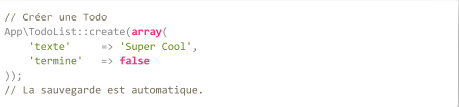 // Créer une Todo
App\TodoList::create(array(
    'texte'     => 'Super Cool',
    'termine'   => false
));
// La sauvegarde est automatique.